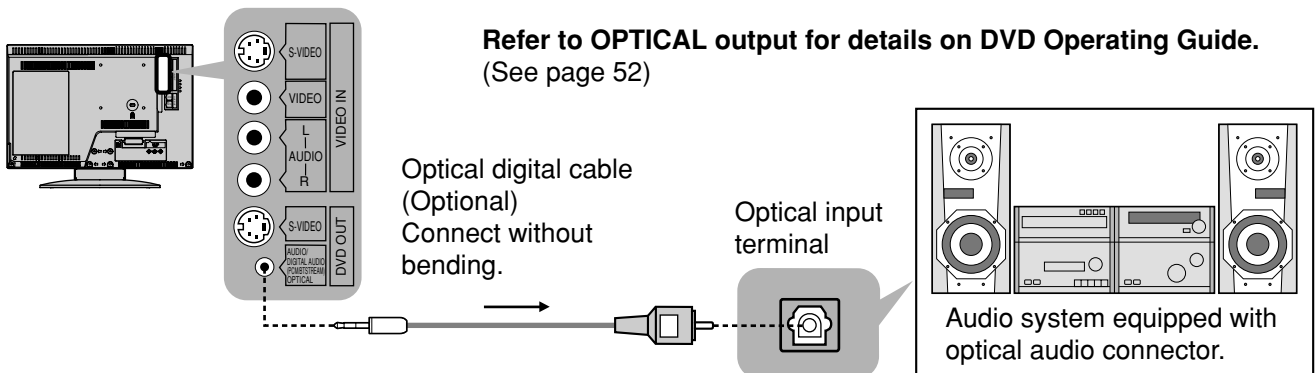 Refer to OPTICAL output for details on DVD Operating Guide.
(See page 52)
S-VIDEO
VIDEO
L
AUDIO
R
VIDEO IN
S-VIDEO
AUDIO/
DIGITAL AUDIO
(PCM/BITSTREAM)
OPTICAL
DVD OUT
Optical digital cable
(Optional)
Connect without
bending.
Optical input
terminal
Audio system equipped with
optical audio connector.